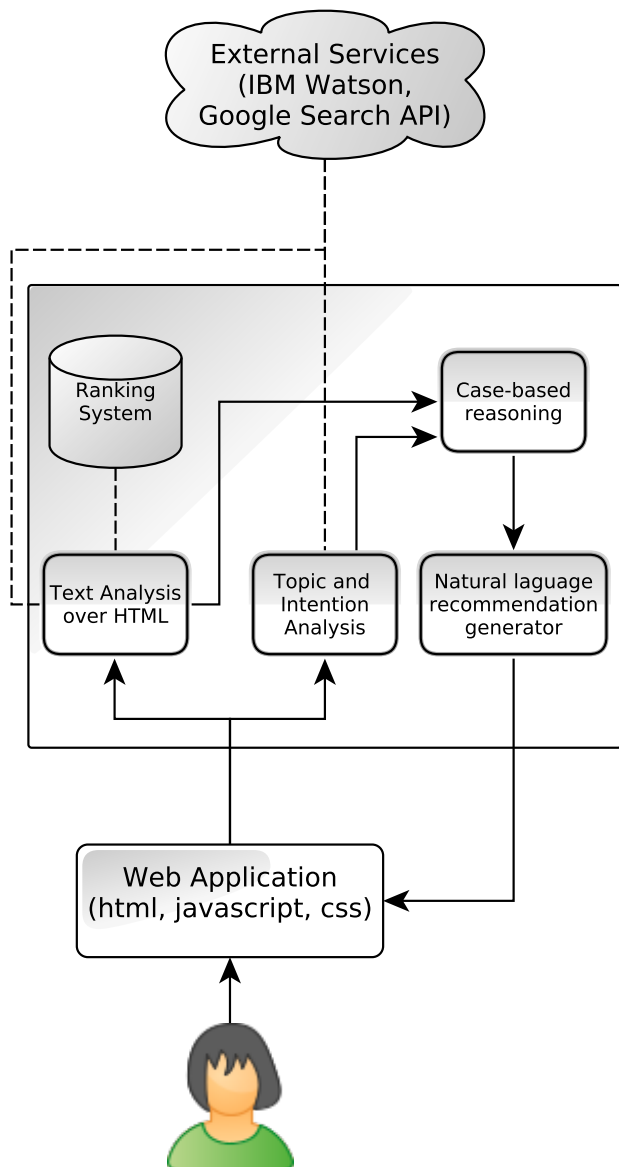 External Services
(IBM Watson,
Google Search API)
Ranking
System
Case-based
reasoning
Text Analysis
over HTML
Topic and
Intention
Analysis
Natural laguage
recommendation
generator
Web Application
(html, javascript, css)